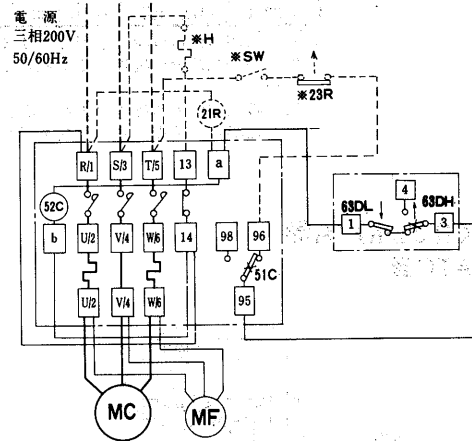 電 源
三相200V
50/60Hz
※H
※SW
※23R
21R
R/1
S/3
T/5
13
a
52C
b
U/2
V/4
W/6
14
98
96
51C
95
U/2
V/4
W/6
MC
MF
63DL
4
63DH
1
3